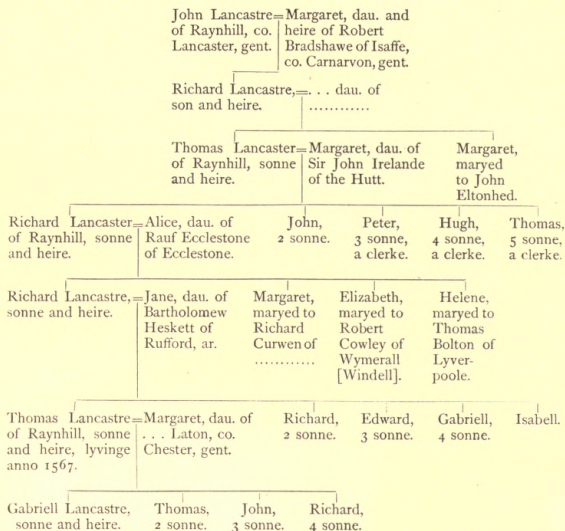 John Lancastre=Margaret, dau. and
of Raynhill, co. heire of Robert
Lancaster, gent. Bradshawe of Isaffe,
co. Carnarvon, gent.
Richard Lancastre,=. . . dau. of
son and heire. ............
Thomas Lancaster=Margaret, dau. of
of Raynhill, sonne Sir John Irelande
and heire. of the Hutt.
Margaret,
maryed
to John
Eltonhed.
Richard Lancaster=Alice, dau. of
of Raynhill, sonne Rauf Ecclestone
and heire. of Ecclestone.
John,
2 sonne.
Peter,
3 sonne,
a clerke.
Hugh,
4 sonne,
a clerke.
Thomas,
5 sonne,
a clerke.
Richard Lancastre,=Jane, dau. of
sonne and heire. Bartholomew
Heskett of
Rufford, ar.
Margaret,
maryed to
Richard
Curwen of
............
Elizabeth,
maryed to
Robert
Cowley of
Wymerall
[Windell].
Helene,
maryed to
Thomas
Bolton of
Lyver-
poole.
Thomas Lancastre=Margaret, dau. of
of Raynhill, sonne . . . Laton, co.
and heire, lyvinge Chester, gent.
anno 1567.
Richard,
2 sonne.
Edward,
3 sonne.
Gabriell,
4 sonne.
Isabell.
Gabriell Lancastre,
sonne and heire.
Thomas,
2 sonne.
John,
3 sonne.
Richard,
4 sonne.